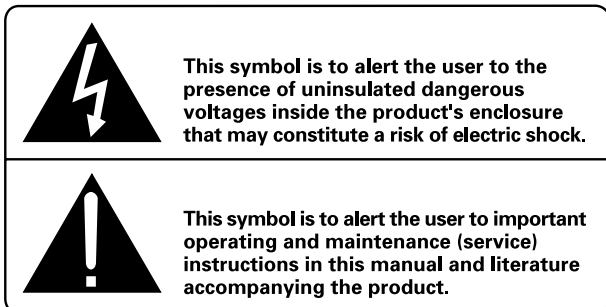 This symbol is to alert the user to the
presence of uninsulated dangerous
voltages inside the product's enclosure
that may constitute a risk of electric shock.
This symbol is to alert the user to important
operating and maintenance (service)
instructions in this manual and literature
accompanying the product.